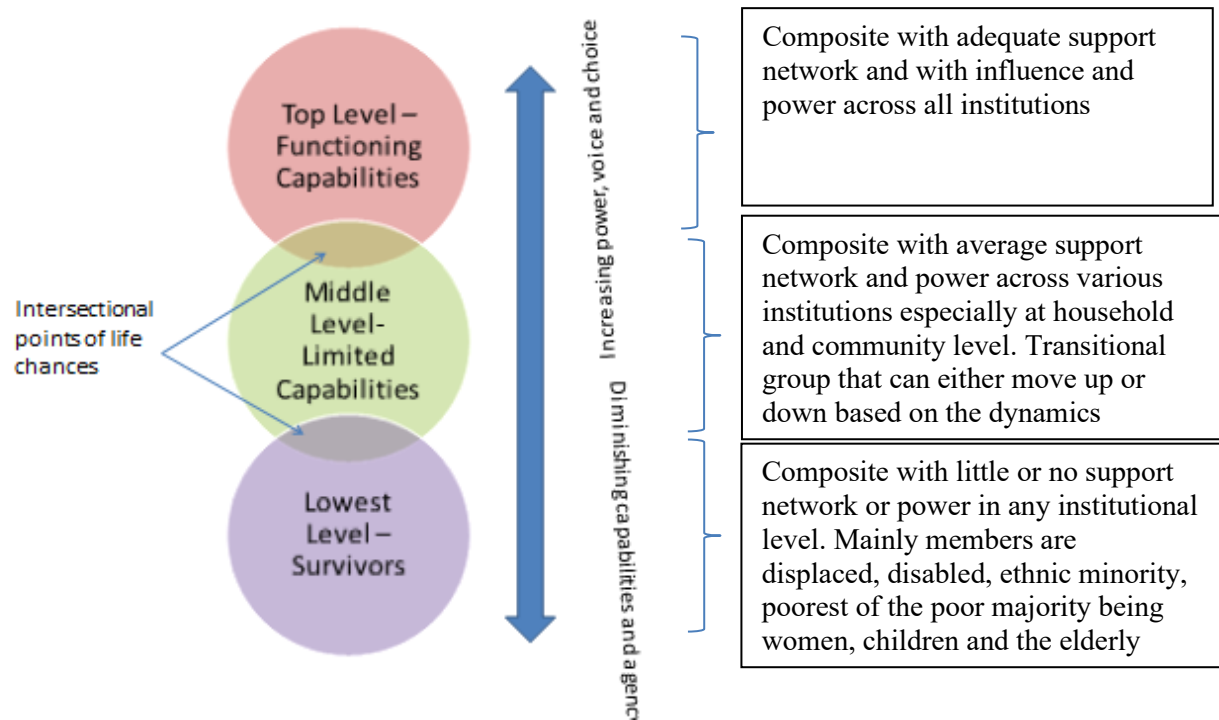 Top Level –
Functioning
Capabilities
Middle
Level-
Limited
Capabilities
Lowest
Level –
Survivors
Intersectional
points of life
chances
Increasing power, voice and choice
Diminishing capabilities and agency
Composite with adequate support
network and with influence and
power across all institutions
Composite with average support
network and power across various
institutions especially at household
and community level. Transitional
group that can either move up or
down based on the dynamics
Composite with little or no support
network or power in any institutional
level. Mainly members are
displaced, disabled, ethnic minority,
poorest of the poor majority being
women, children and the elderly